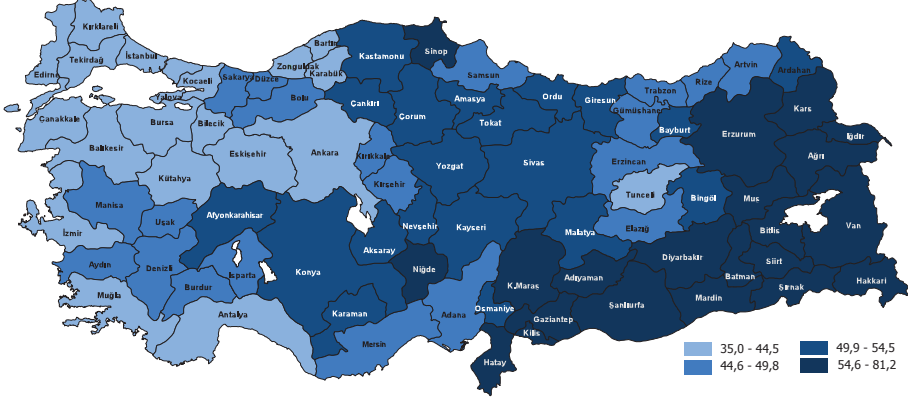 Kırklareli
Tekirdağ
İstanbul
Edirne
Kocaeli
Yalova
Sakarya
Düzce
Zonguldak
Bartın
Karabük
Kastamonu
Sinop
Samsun
Bolu
Çankırı
Çorum
Amasya
Tokat
Ordu
Giresun
Trabzon
Gümüşhane
Rize
Artvin
Ardahan
Kars
Bayburt
Erzurum
Iğdır
Ağrı
Çanakkale
Balıkesir
Bursa
Bilecik
Eskişehir
Ankara
Kırıkkale
Kırşehir
Yozgat
Sivas
Erzincan
Tunceli
Bingöl
Muş
Bitlis
Van
Kütahya
Manisa
Uşak
Afyonkarahisar
İzmir
Aydın
Denizli
Burdur
Isparta
Konya
Aksaray
Nevşehir
Kayseri
Niğde
Malatya
Elazığ
Diyarbakır
Batman
Siirt
Şırnak
Hakkari
Mardin
Şanlıurfa
Adıyaman
K.Maraş
Gaziantep
Kilis
Osmaniye
Hatay
Adana
Mersin
Karaman
Antalya
Muğla
35,0 - 44,5
44,6 - 49,8
49,9 - 54,5
54,6 - 81,2